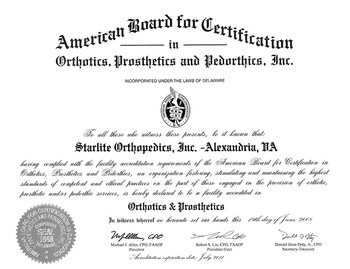 American Board for Certification
in
Orthotics, Prosthetics and Pedorthics, Inc.
INCORPORATED UNDER THE LAWS OF DELAWARE
To all those who witness these presents, be it known that:
Starlite Orthopedics, Inc. -Alexandria, VA
having complied with the facility accreditation requirements of the American Board for Certification in
Orthotics, Prosthetics and Pedorthics, an organization fostering, stimulating and maintaining the highest
standards of competent and ethical practices on the part of those engaged in the provision of orthotic,
prosthetic and/or pedorthic services, is hereby declared to be a facility accredited in
Orthotics & Prosthetics
In witness whereof we hereunto set our hands this 19th day of June, 2008
SEAL
CPO
Michael J. Allen, CPO, FAAOP
President
Robert S. Lin, CPO, FAAOP
President-Elect
Secretary-Treasurer
Accreditation expiration date: July 2011